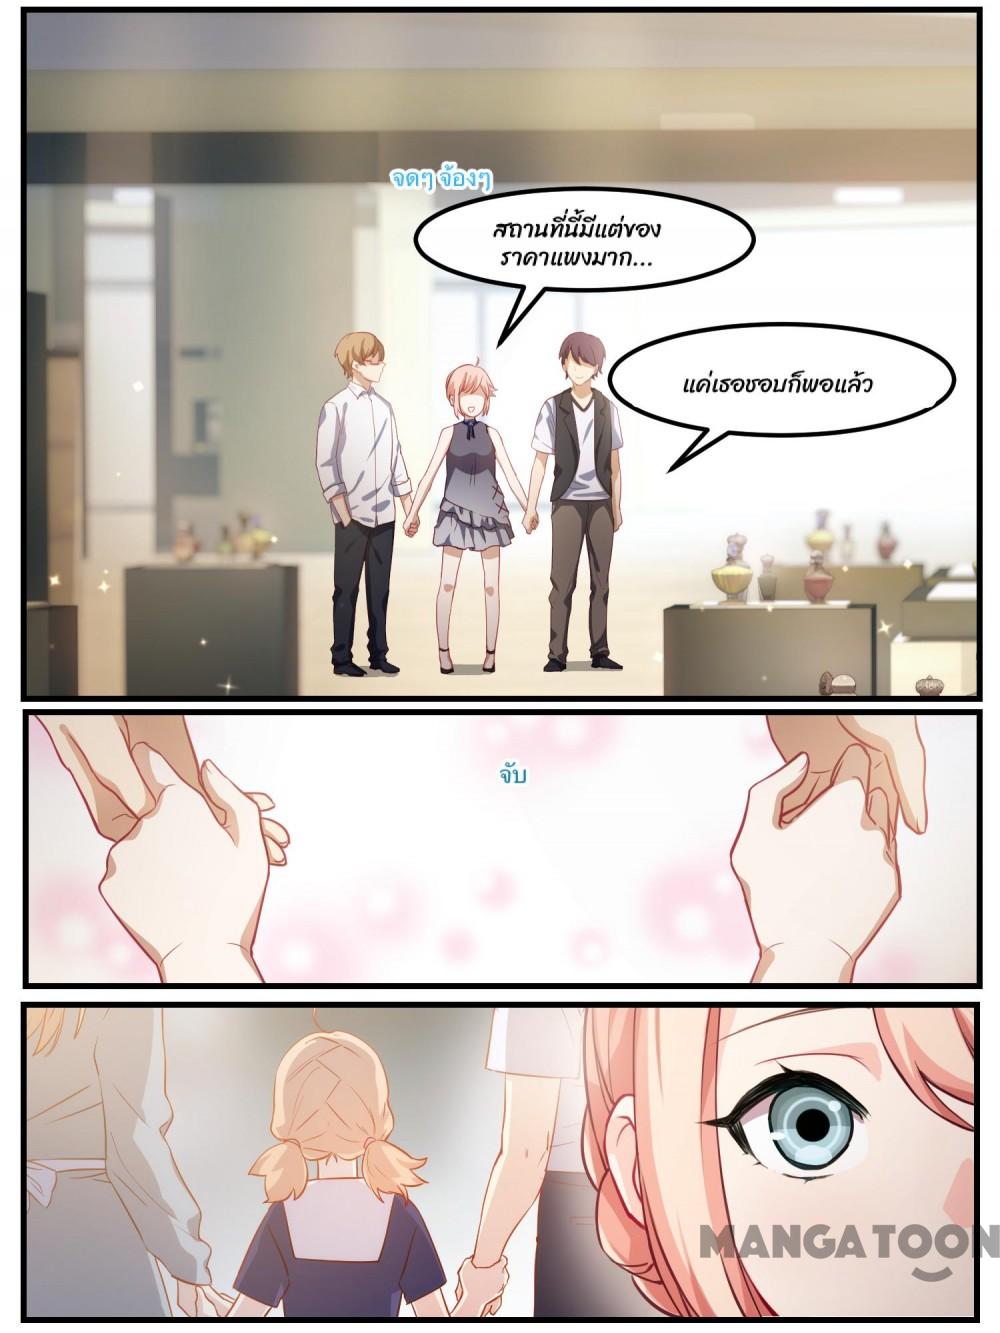 จดๆ จ้องๆ
สถานที่นี้มีแต่ของ
ราคาแพงมาก...
แค่เธอชอบก็พอแล้ว
จับ
MANGATOON